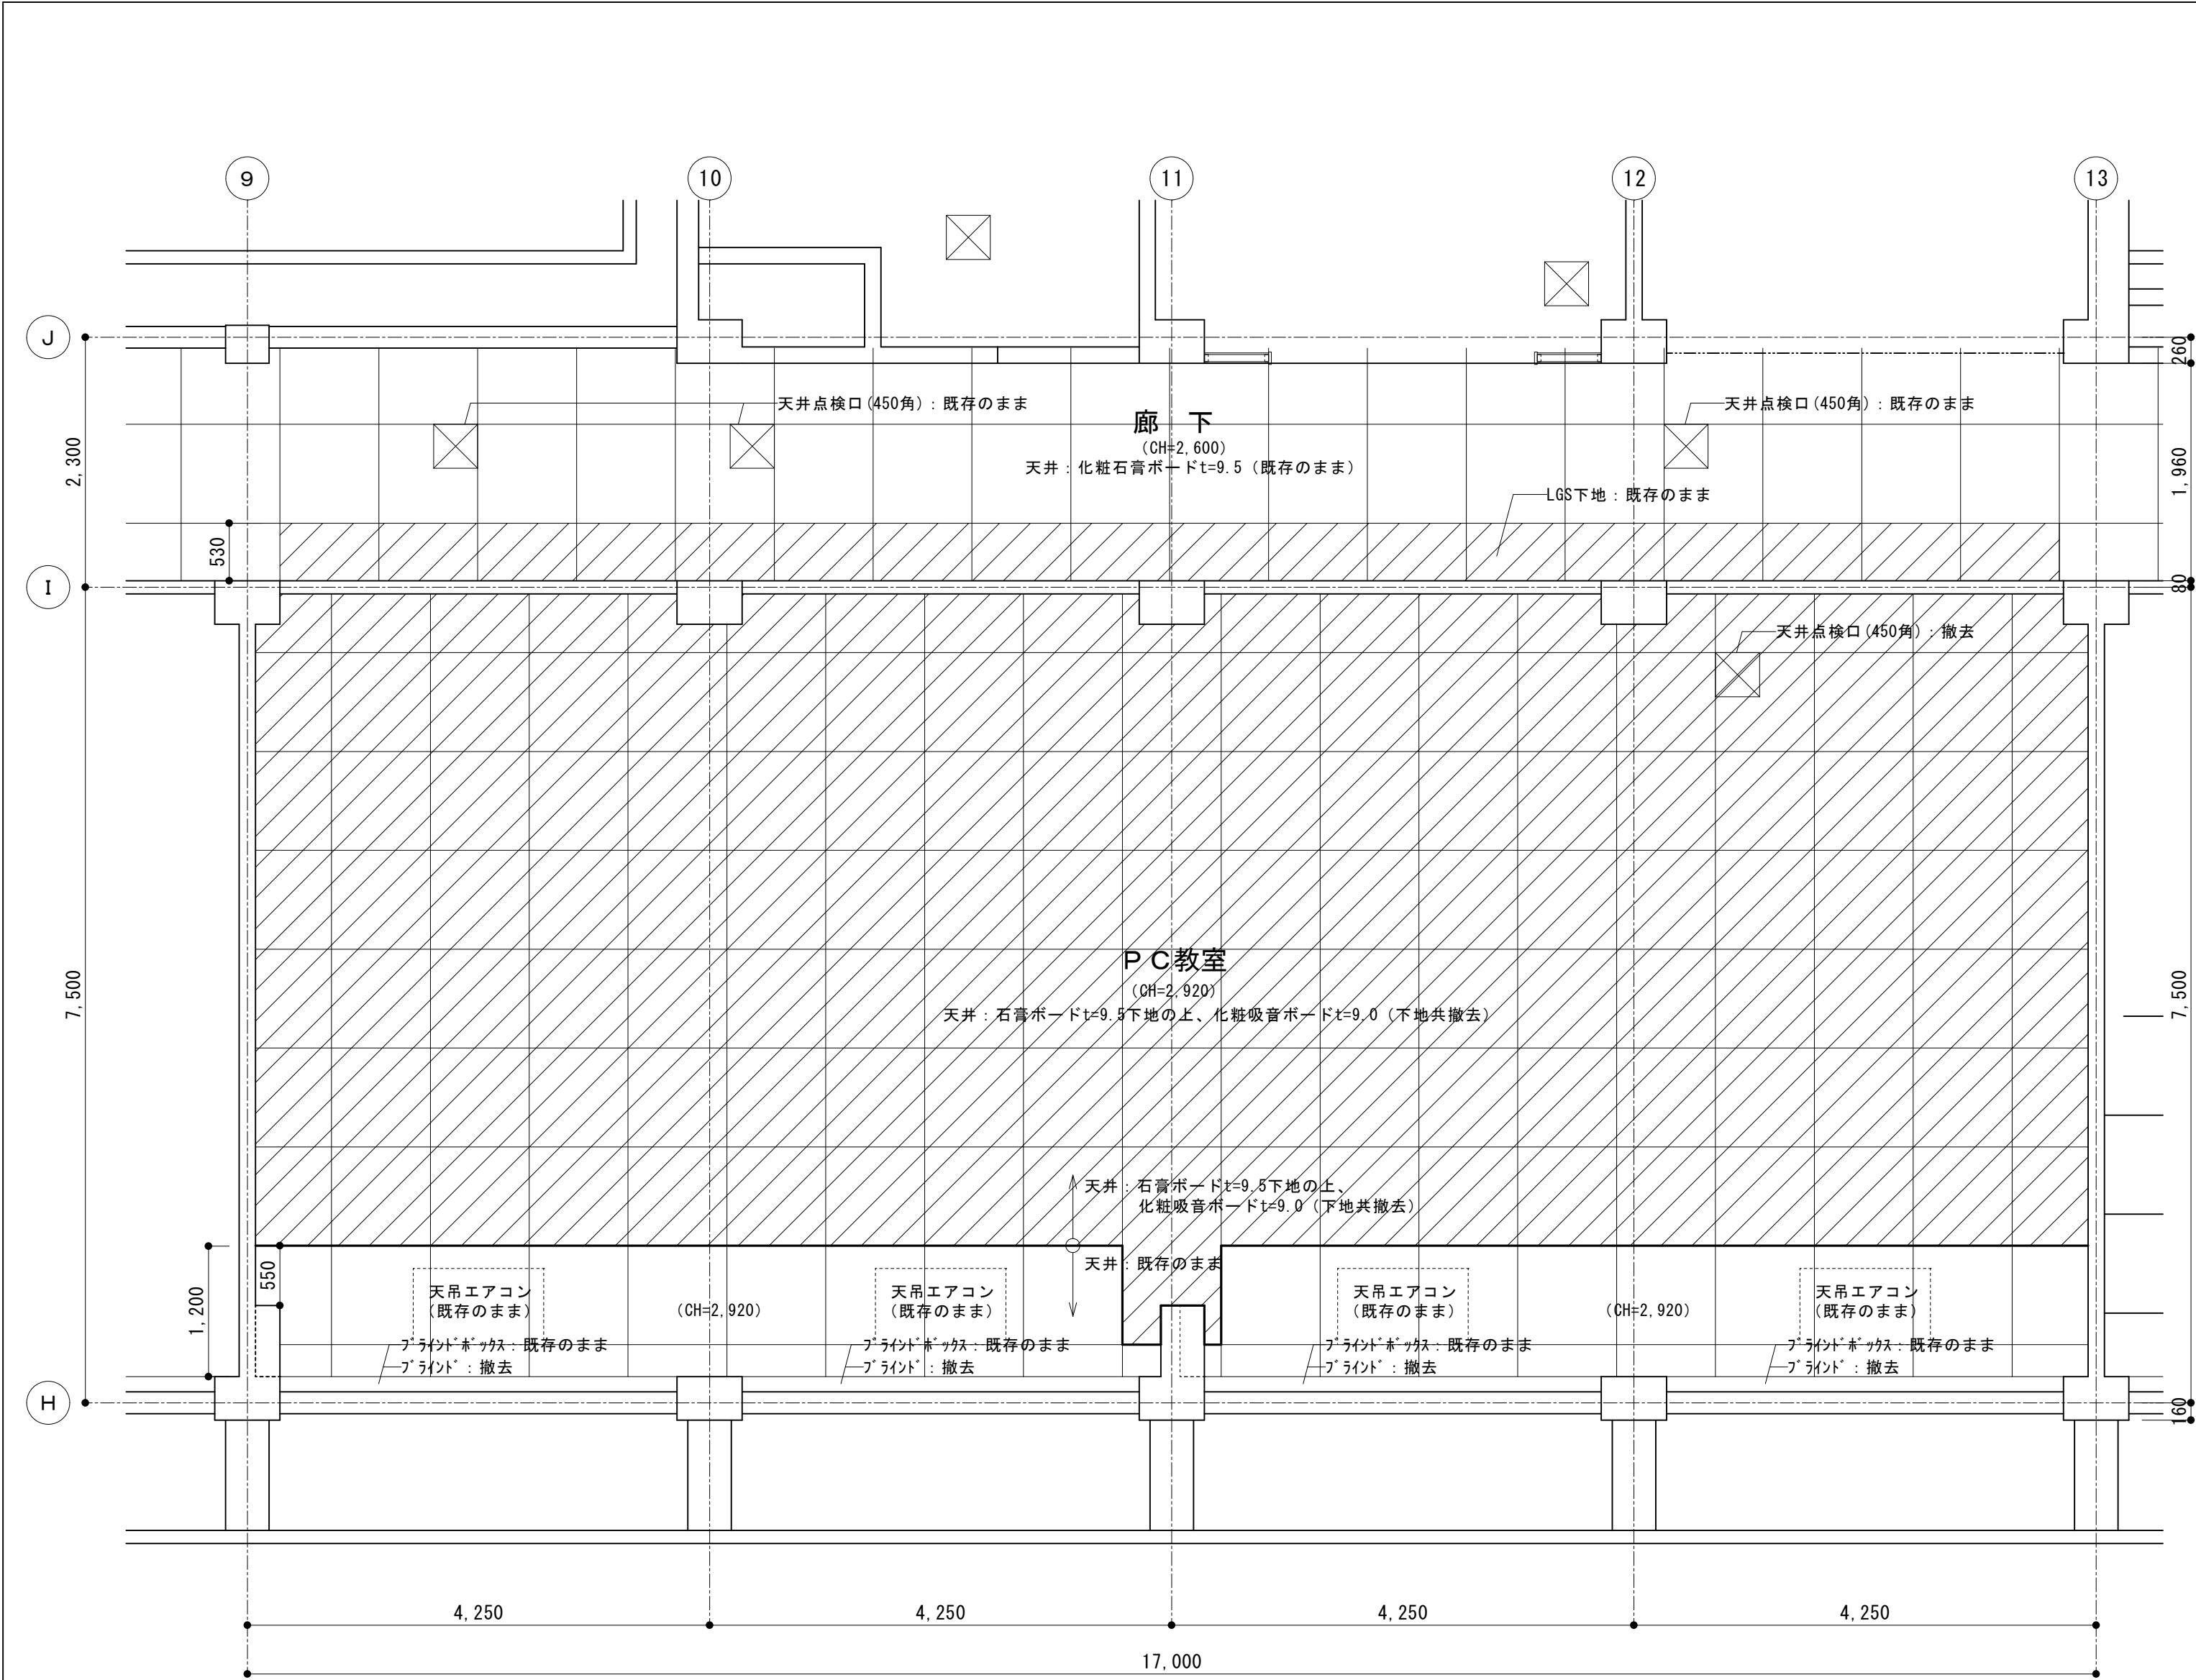 9
10
11
12
13
J
260
天井点検口(450角)：既存のまま
天井点検口(450角)：既存のまま
廊　下
(CH=2,600)
天井：化粧石膏ボードt=9.5（既存のまま）
2,300
1,960
LGS下地：既存のまま
530
I
80
天井点検口(450角)：撤去
ＰＣ教室
(CH=2,920)
天井：石膏ボードt=9.5下地の上、化粧吸音ボードt=9.0（下地共撤去）
7,500
7,500
天井：石膏ボードt=9.5下地の上、
化粧吸音ボードt=9.0（下地共撤去）
天井：既存のまま
1,200
550
天吊エアコン
（既存のまま）
(CH=2,920)
天吊エアコン
（既存のまま）
天吊エアコン
（既存のまま）
(CH=2,920)
天吊エアコン
（既存のまま）
ﾌﾞﾗｲﾝﾄﾞﾎﾞｯｸｽ：既存のまま
ﾌﾞﾗｲﾝﾄﾞ：撤去
ﾌﾞﾗｲﾝﾄﾞﾎﾞｯｸｽ：既存のまま
ﾌﾞﾗｲﾝﾄﾞ：撤去
ﾌﾞﾗｲﾝﾄﾞﾎﾞｯｸｽ：既存のまま
ﾌﾞﾗｲﾝﾄﾞ：撤去
ﾌﾞﾗｲﾝﾄﾞﾎﾞｯｸｽ：既存のまま
ﾌﾞﾗｲﾝﾄﾞ：撤去
H
160
4,250
4,250
4,250
4,250
17,000